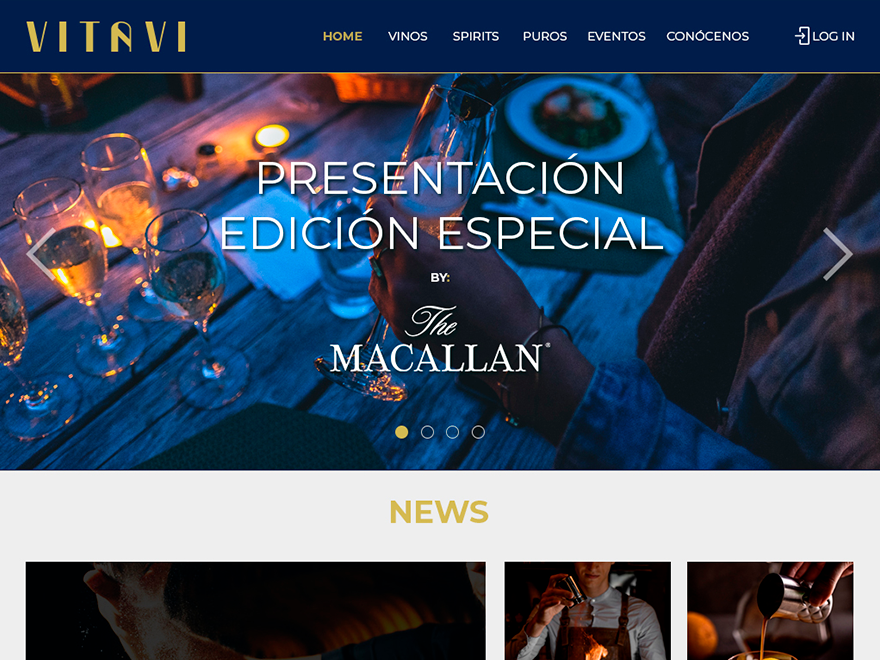 VITAVI
HOME VINOS SPIRITS PUROS EVENTOS CONÓCENOS LOG IN
PRESENTACIÓN
EDICIÓN ESPECIAL
BY:
The
MACALLAN®
NEWS